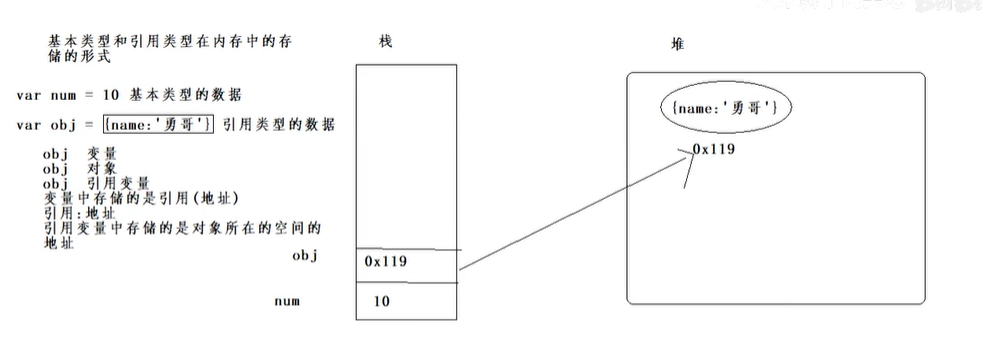 基本类型和引用类型在内存中的存
储的形式
栈
堆
var num = 10 基本类型的数据
var obj = {name:'勇哥'} 引用类型的数据
obj 变量
obj 对象
obj 引用变量
变量中存储的是引用(地址)
引用:地址
引用变量中存储的是对象所在的空间的
地址
obj
0x119
num
10
{name:'勇哥'}
0x119